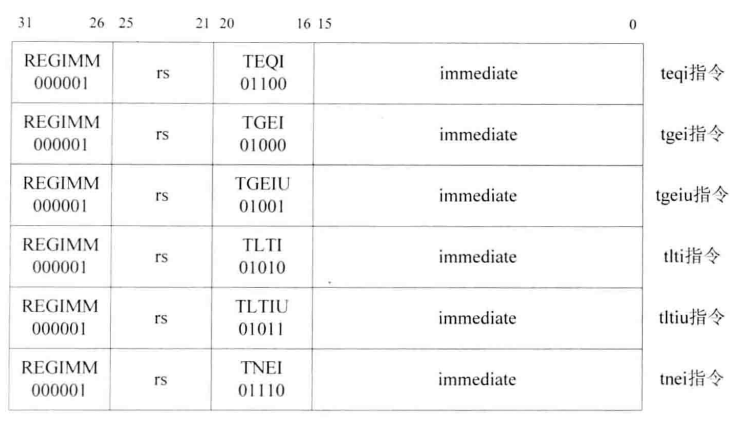 31 26 25 21 20 16 15 0
REGIMM TEQI
000001 rs 01100 immediate teqi指令
REGIMM TGEI
000001 rs 01000 immediate tgei指令
REGIMM TGEIU
000001 rs 01001 immediate tgeiu指令
REGIMM TLTI
000001 rs 01010 immediate tlti指令
REGIMM TLTIU
000001 rs 01011 immediate tltiu指令
REGIMM TNEI
000001 rs 01110 immediate tnei指令